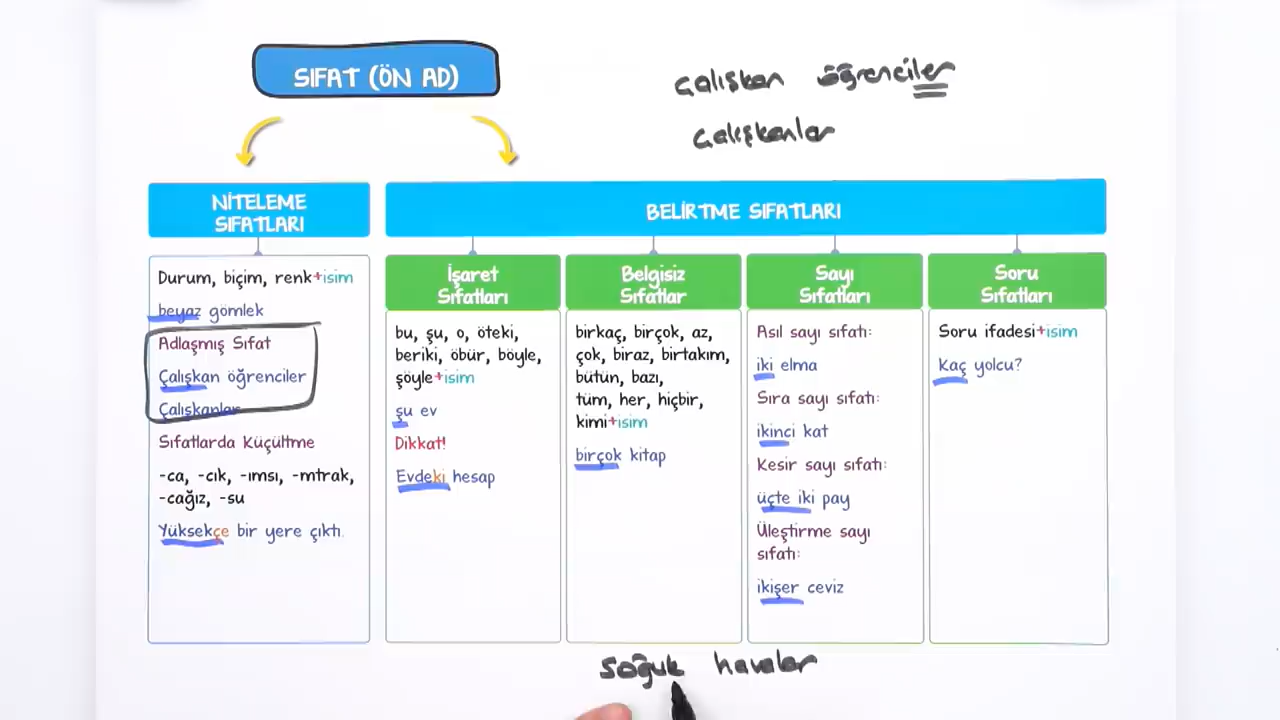 SIFAT (ÖN AD)
çalışkan öğrenciler
çalışkanlar
NİTELEME
SIFATLARI
Durum, biçim, renk+isim
beyaz gömlek
Adlaşmış Sıfat
Çalışkan öğrenciler
Çalışkanlar
Sıfatlarda Küçültme
-ca, -cık, -ımsı, -mtrak,
-cağız, -su
Yüksekçe bir yere çıktı.
BELİRTME SIFATLARI
İşaret
Sıfatları
bu, şu, o, öteki,
beriki, öbür, böyle,
şöyle+isim
şu ev
Dikkat!
Evdeki hesap
Belgisiz
Sıfatlar
birkaç, birçok, az,
çok, biraz, birtakım,
bütün, bazı,
tüm, her, hiçbir,
kimi+isim
birçok kitap
Sayı
Sıfatları
Asıl sayı sıfatı:
iki elma
Sıra sayı sıfatı:
ikinci kat
Kesir sayı sıfatı:
üçte iki pay
Üleştirme sayı
sıfatı:
ikişer ceviz
Soru
Sıfatları
Soru ifadesi+isim
Kaç yolcu?
soğuk havalar